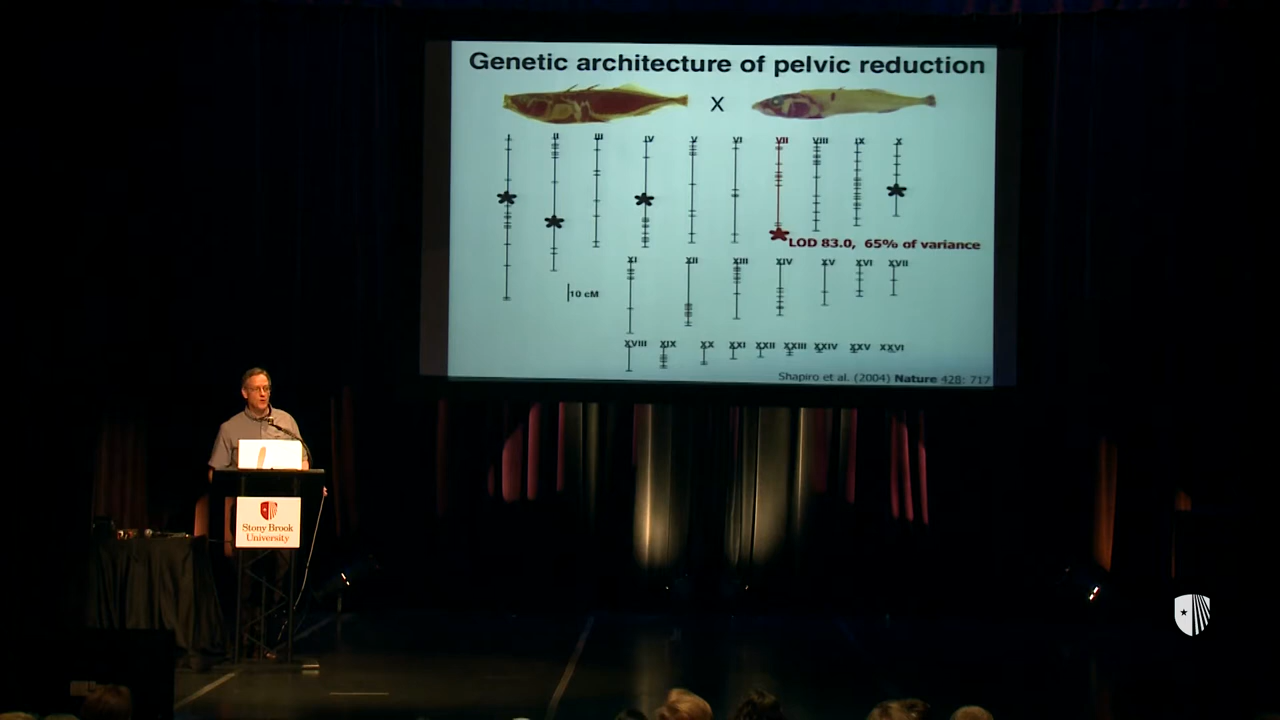 Genetic architecture of pelvic reduction
X
I II III IV V VI VII VIII IX X
LOD 83.0, 65% of variance
XI XII XIII XIV XV XVI XVII
10 cM
XVIII XIX XX XXI XXII XXIII XXIV XXV XXVI
Shapiro et al. (2004) Nature 428: 717
Stony Brook
University